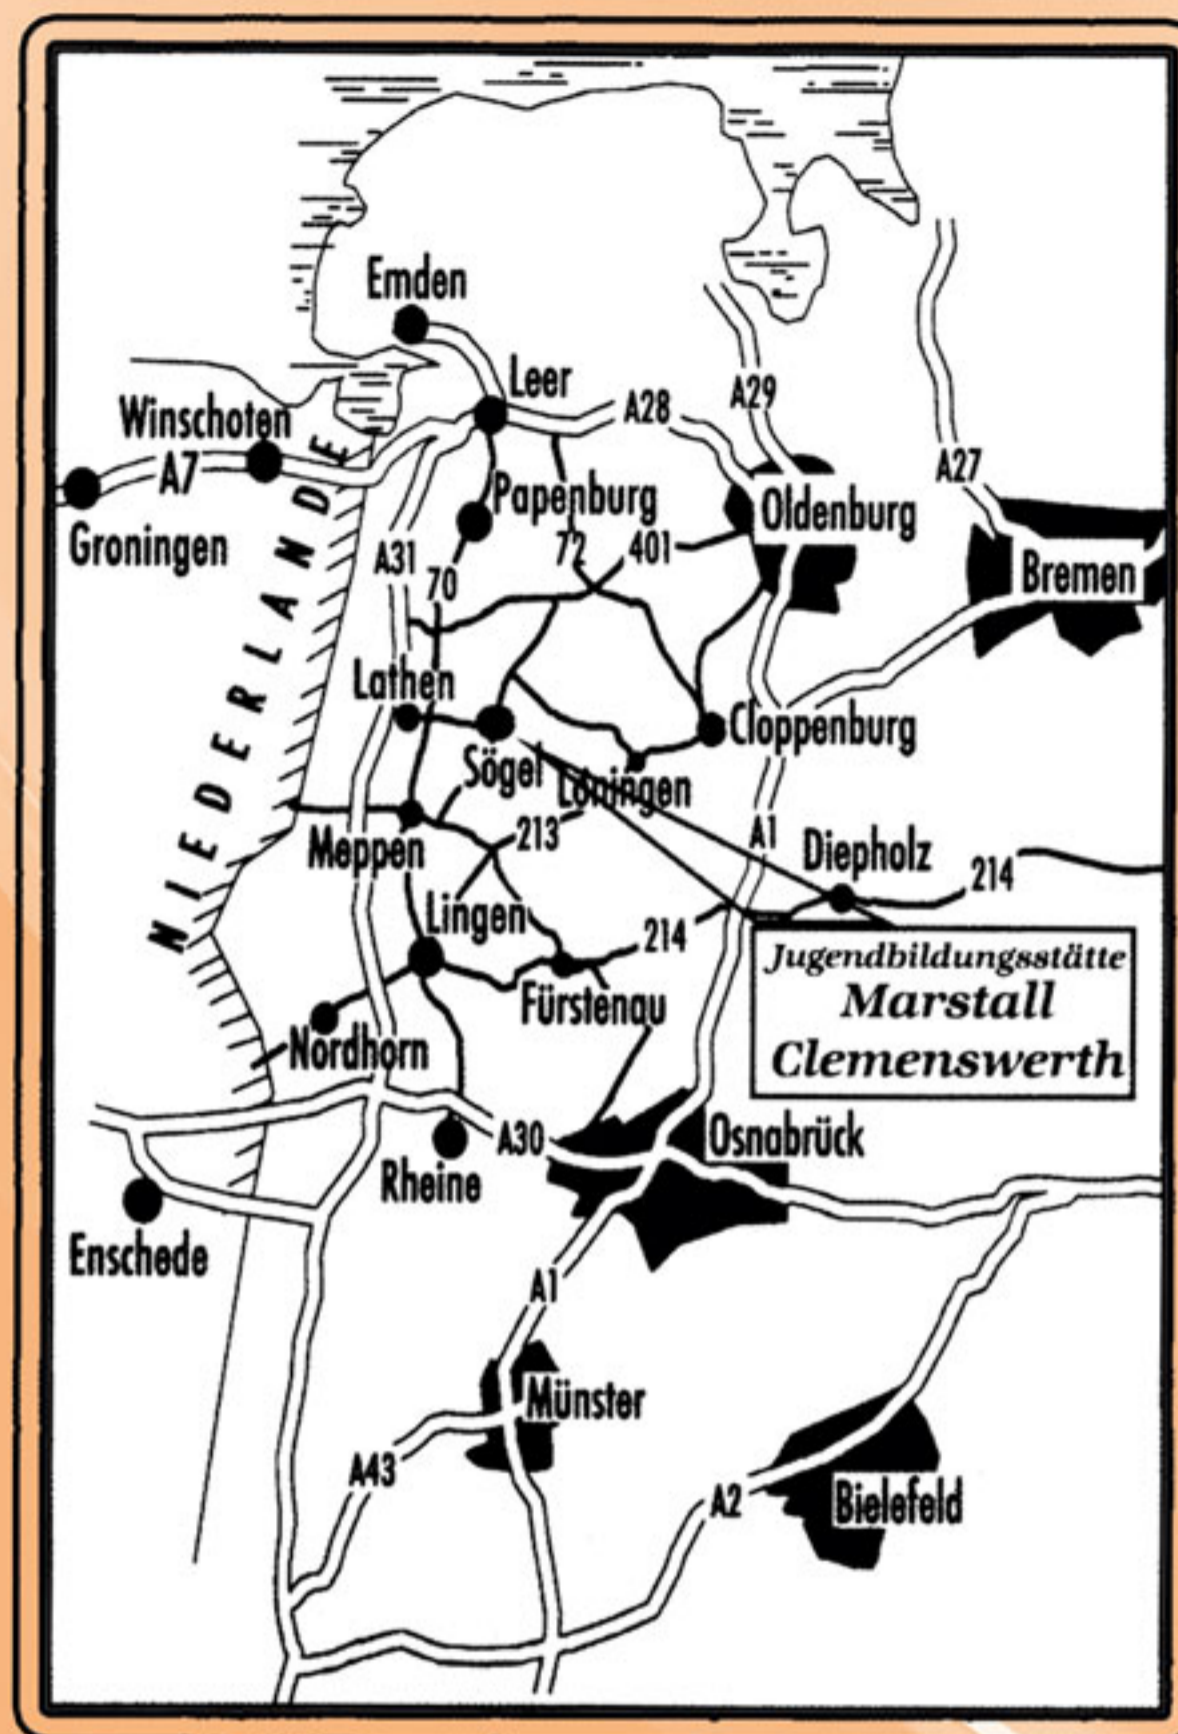 Emden
Leer
A28
A29
Winschoten
A7
A27
Papenburg
Oldenburg
Groningen
NIEDERLANDE
A31
70
72
401
Bremen
Lathen
Cloppenburg
Sögel
Löningen
Meppen
213
A1
Diepholz
214
Lingen
214
Jugendbildungsstätte
Marstall
Clemenswerth
Fürstenau
Nordhorn
A30
Osnabrück
Rheine
Enschede
A1
Münster
A43
A2
Bielefeld